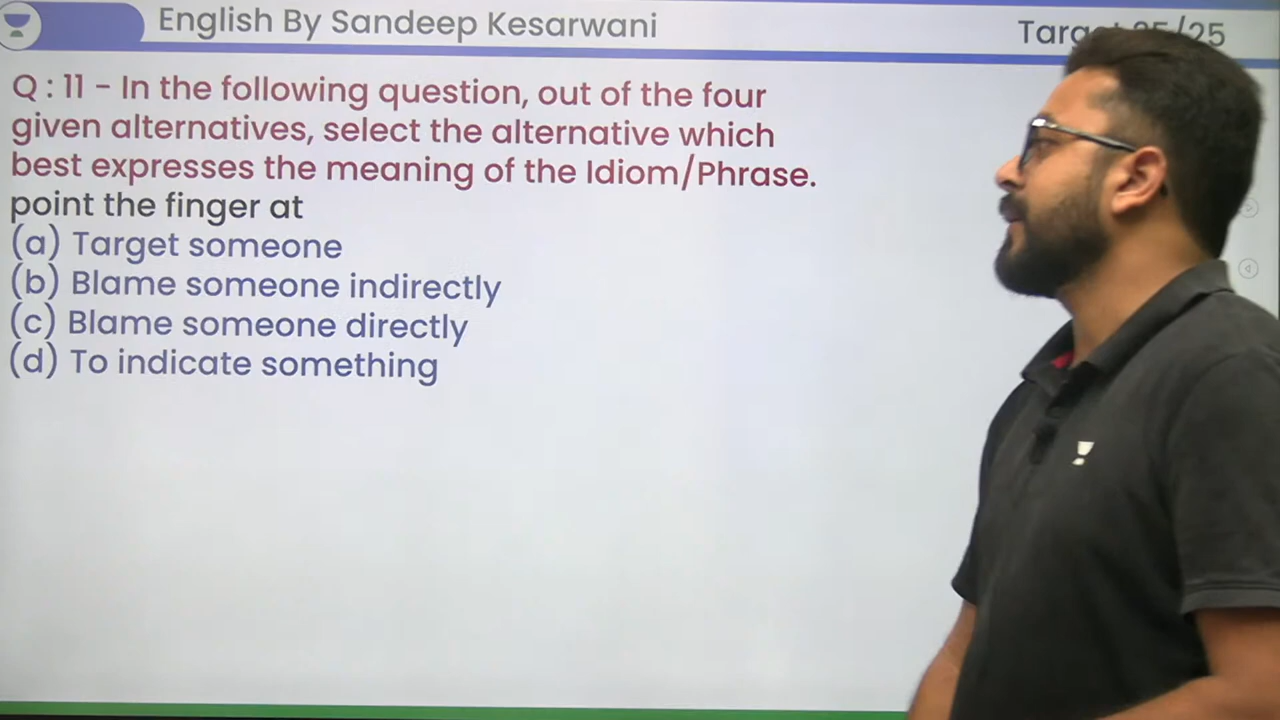 English By Sandeep Kesarwani
/25
Q : 11 - In the following question, out of the four
given alternatives, select the alternative which
best expresses the meaning of the Idiom/Phrase.
point the finger at
(a) Target someone
(b) Blame someone indirectly
(c) Blame someone directly
(d) To indicate something